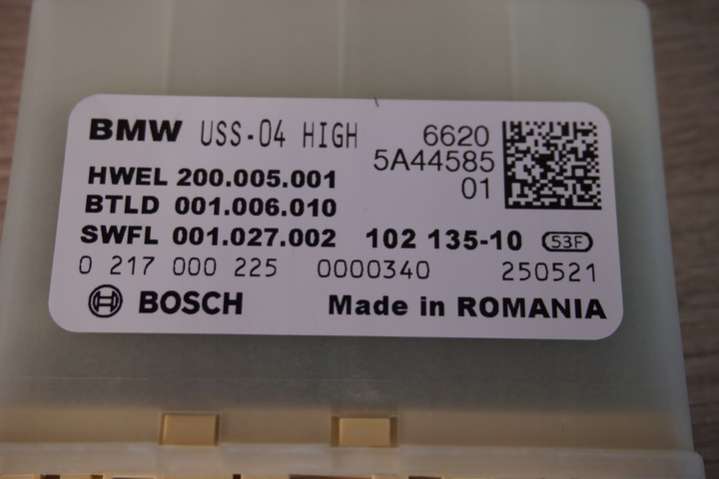 BMW USS-04 HIGH 6620
5A44585
01
HWEL 200.005.001
BTLD 001.006.010
SWFL 001.027.002 102 135-10 53F
0 217 000 225 0000340 250521
BOSCH Made in ROMANIA